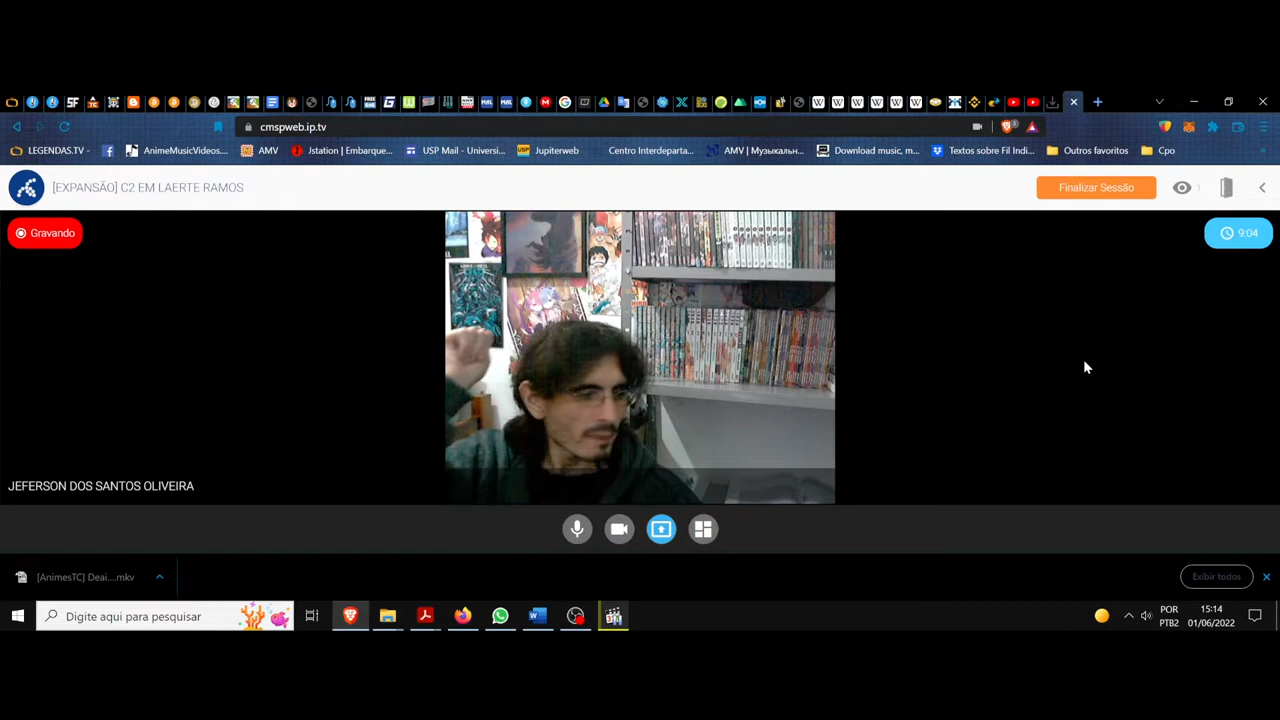 cmspweb.ip.tv
LEGENDAS.TV
AnimeMusicVideos...
AMV
Jstation | Embarque...
USP Mail - Universi...
Jupiterweb
Centro Interdeparta...
AMV | Музыкальн...
Download music, m...
Textos sobre Fil Indi...
Outros favoritos
Cpo
[EXPANSÃO] C2 EM LAERTE RAMOS
Finalizar Sessão
1
Gravando
9:04
JEFERSON DOS SANTOS OLIVEIRA
[AnimesTC] Deai....mkv
Exibir todos
Digite aqui para pesquisar
POR
PTB2
15:14
01/06/2022